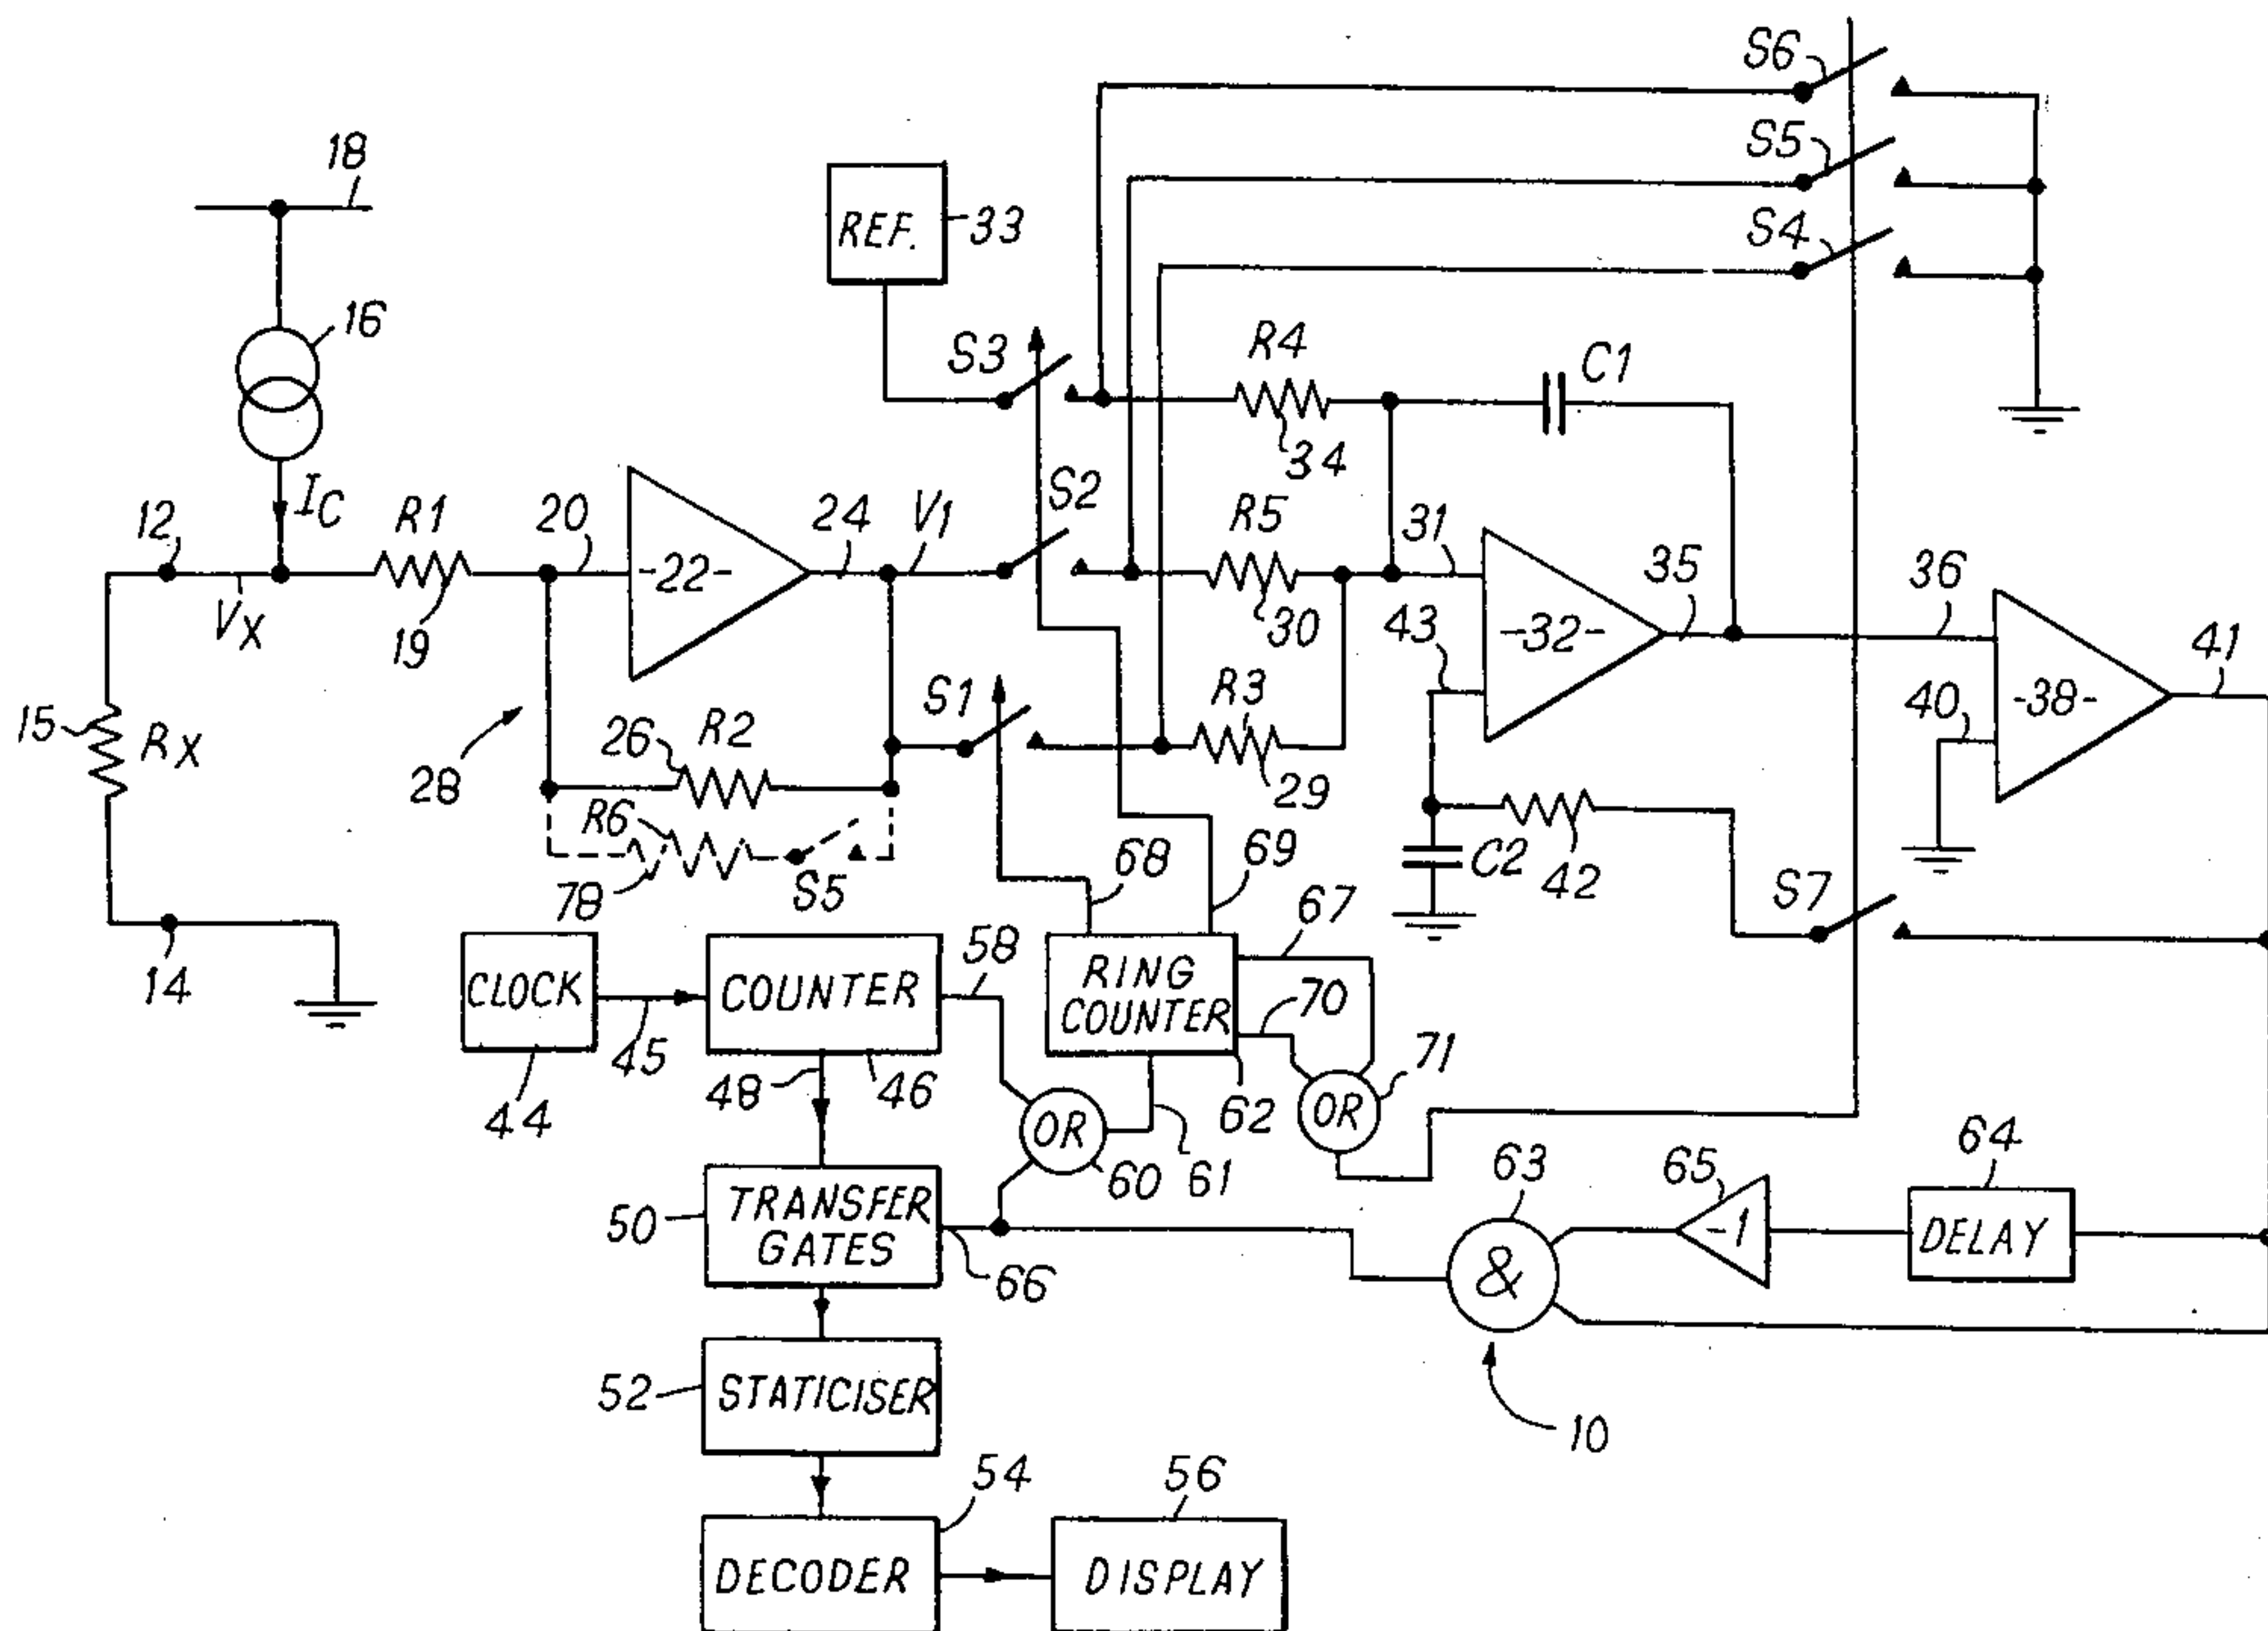 S6
S5
18
S4
REF.
33
16
R4
C1
S3
34
IC
S2
12
R1
20
24
V1
R5
31
35
36
-22-
VX
19
30
43
-32-
41
S1
R3
40
-38-
15
RX
26
R2
28
29
R6
68
69
C2
42
78
S5
S7
67
58
14
CLOCK
COUNTER
RING
COUNTER
70
45
71
44
48
46
62
OR
OR
64
60
61
63
65
50
TRANSFER
GATES
-1
DELAY
66
&
52
STATICISER
10
54
56
DECODER
DISPLAY